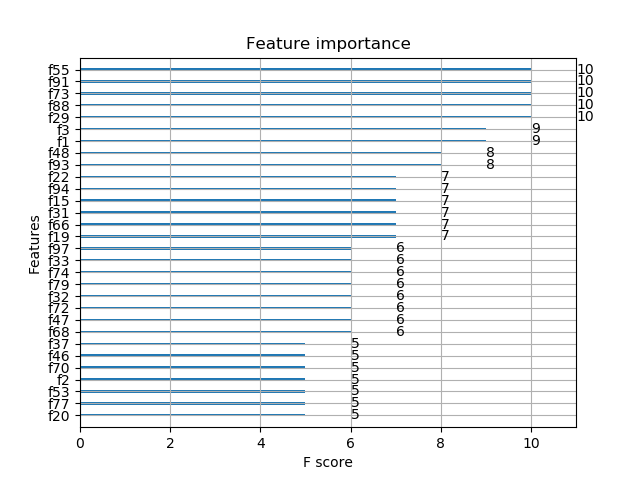 Feature importance
f55 10
f91 10
f73 10
f88 10
f29 10
f3 9
f1 9
f48 8
f93 8
f22 7
f94 7
f15 7
f31 7
f66 7
f19 7
f97 6
f33 6
f74 6
f79 6
f32 6
f72 6
f47 6
f68 6
f37 5
f46 5
f70 5
f2 5
f53 5
f77 5
f20 5
Features
0 2 4 6 8 10
F score